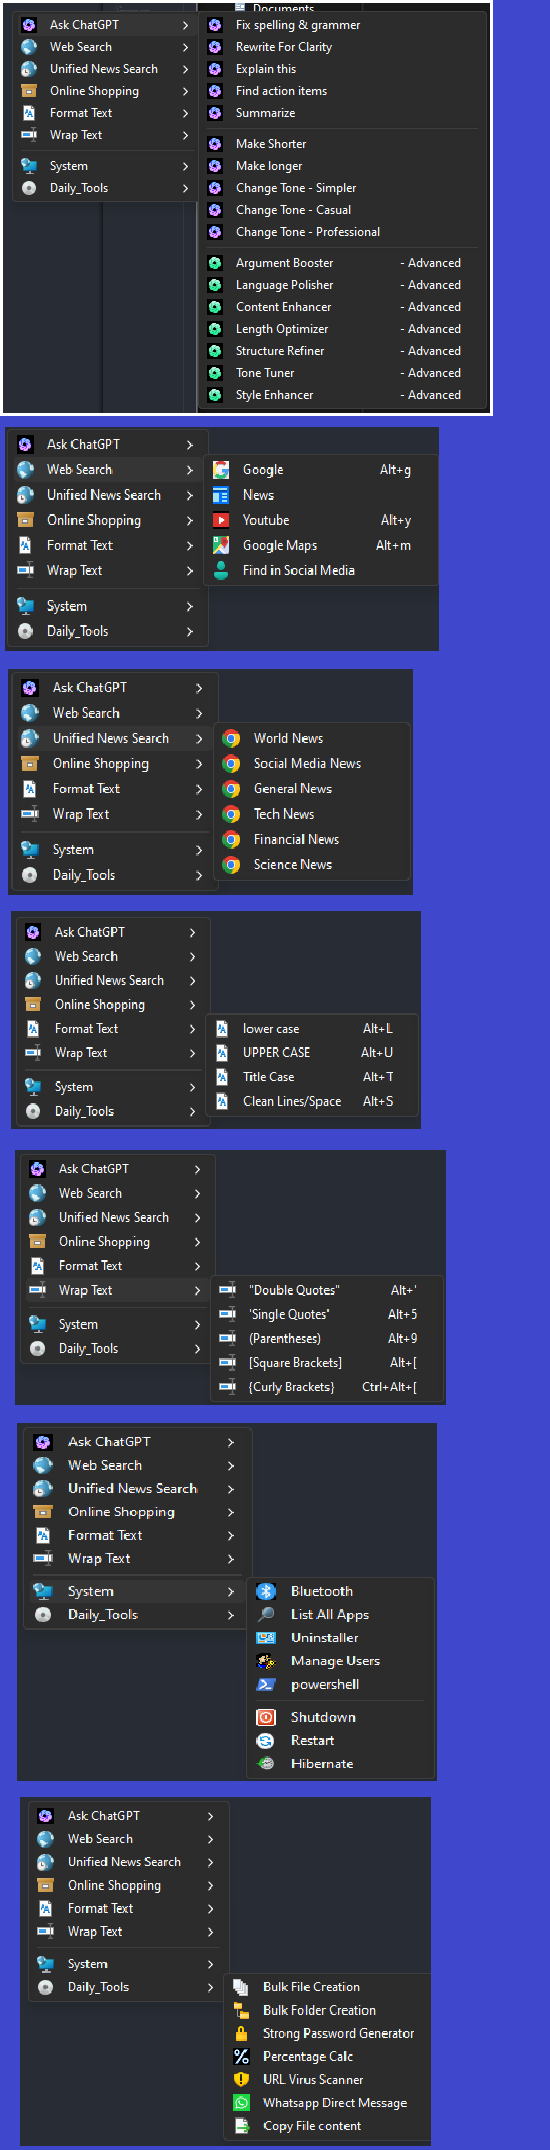 Documents
Ask ChatGPT
Web Search
Unified News Search
Online Shopping
Format Text
Wrap Text
System
Daily_Tools
Fix spelling & grammer
Rewrite For Clarity
Explain this
Find action items
Summarize
Make Shorter
Make longer
Change Tone - Simpler
Change Tone - Casual
Change Tone - Professional
Argument Booster - Advanced
Language Polisher - Advanced
Content Enhancer - Advanced
Length Optimizer - Advanced
Structure Refiner - Advanced
Tone Tuner - Advanced
Style Enhancer - Advanced
Ask ChatGPT
Web Search
Unified News Search
Online Shopping
Format Text
Wrap Text
System
Daily_Tools
Google Alt+g
News
Youtube Alt+y
Google Maps Alt+m
Find in Social Media
Ask ChatGPT
Web Search
Unified News Search
Online Shopping
Format Text
Wrap Text
System
Daily_Tools
World News
Social Media News
General News
Tech News
Financial News
Science News
Ask ChatGPT
Web Search
Unified News Search
Online Shopping
Format Text
Wrap Text
System
Daily_Tools
lower case Alt+L
UPPER CASE Alt+U
Title Case Alt+T
Clean Lines/Space Alt+S
Ask ChatGPT
Web Search
Unified News Search
Online Shopping
Format Text
Wrap Text
System
Daily_Tools
"Double Quotes" Alt+'
'Single Quotes' Alt+5
(Parentheses) Alt+9
[Square Brackets] Alt+[
{Curly Brackets} Ctrl+Alt+[
Ask ChatGPT
Web Search
Unified News Search
Online Shopping
Format Text
Wrap Text
System
Daily_Tools
Bluetooth
List All Apps
Uninstaller
Manage Users
powershell
Shutdown
Restart
Hibernate
Ask ChatGPT
Web Search
Unified News Search
Online Shopping
Format Text
Wrap Text
System
Daily_Tools
Bulk File Creation
Bulk Folder Creation
Strong Password Generator
Percentage Calc
URL Virus Scanner
Whatsapp Direct Message
Copy File content